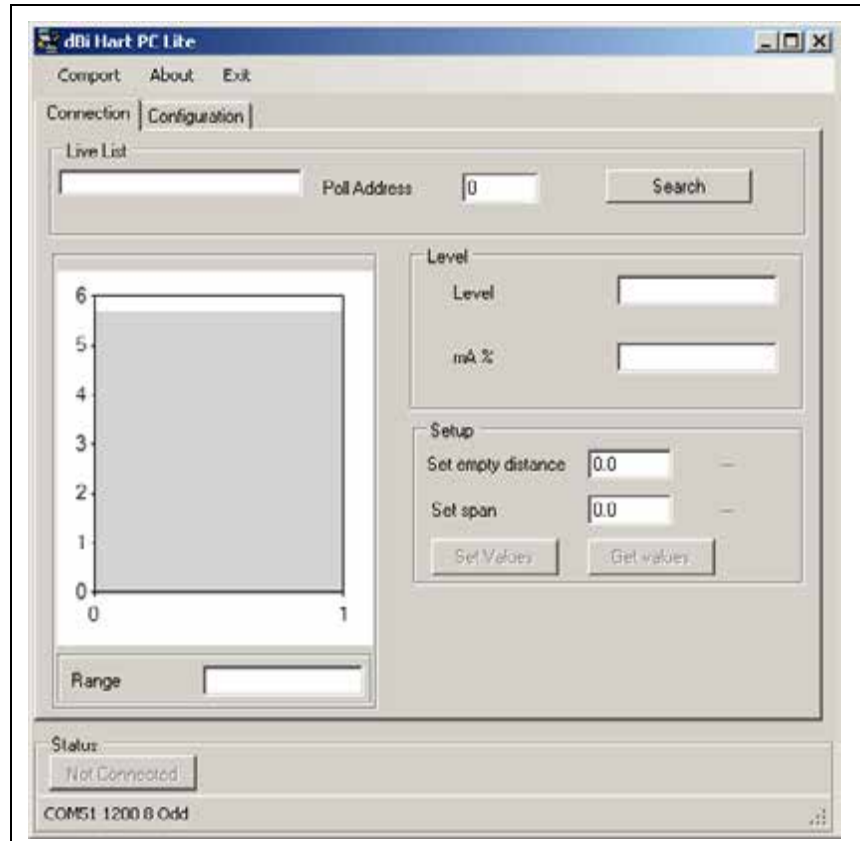 dBi Hart PC Lite
Comport About Exit
Connection Configuration
Live List
Poll Address 0 Search
Level
Level
mA %
6
5
4
3
2
1
0
0 1
Setup
Set empty distance 0.0 --
Set span 0.0 --
Set Values Get values
Range
Status
Not Connected
COM51 1200 8 Odd